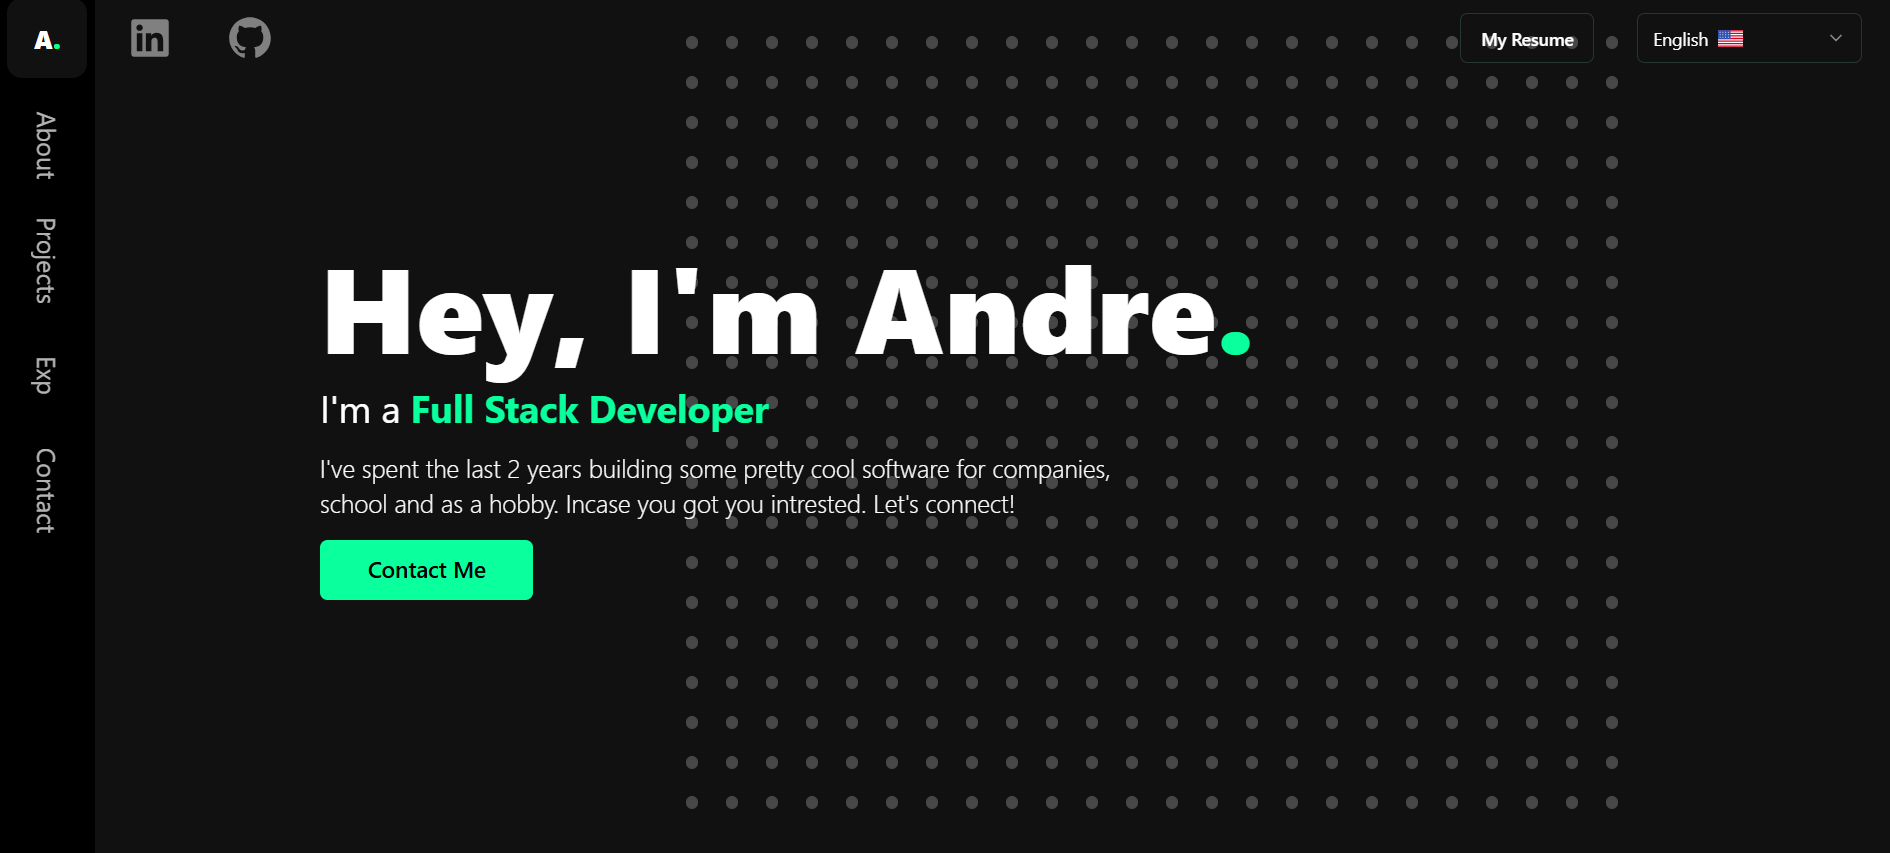 A.
in
My Resume
English
About
Projects
Exp
Contact
Hey, I'm Andre.
I'm a Full Stack Developer
I've spent the last 2 years building some pretty cool software for companies,
school and as a hobby. Incase you got you intrested. Let's connect!
Contact Me